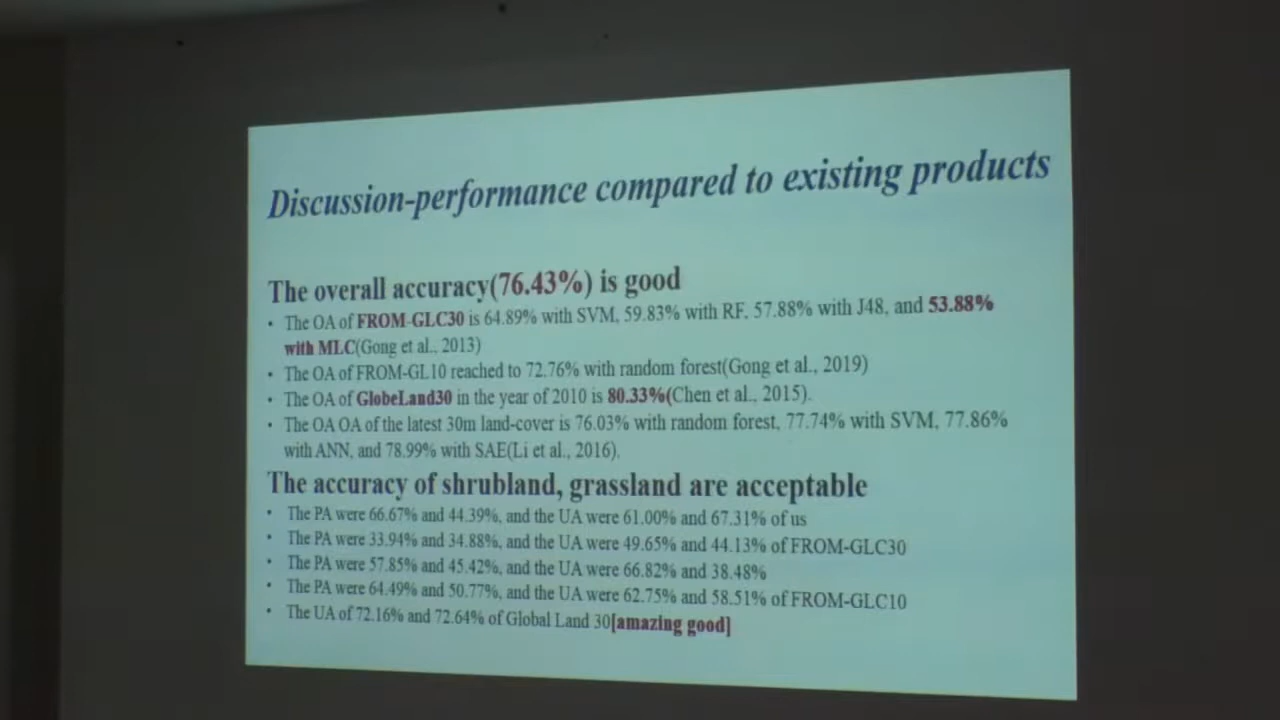 Discussion-performance compared to existing products
The overall accuracy(76.43%) is good
• The OA of FROM-GLC30 is 64.89% with SVM, 59.83% with RF, 57.88% with J48, and 53.88%
with MLC(Gong et al., 2013)
• The OA of FROM-GL10 reached to 72.76% with random forest(Gong et al., 2019)
• The OA of GlobeLand30 in the year of 2010 is 80.33%(Chen et al., 2015).
• The OA OA of the latest 30m land-cover is 76.03% with random forest, 77.74% with SVM, 77.86%
with ANN, and 78.99% with SAE(Li et al., 2016).
The accuracy of shrubland, grassland are acceptable
• The PA were 66.67% and 44.39%, and the UA were 61.00% and 67.31% of us
• The PA were 33.94% and 34.88%, and the UA were 49.65% and 44.13% of FROM-GLC30
• The PA were 57.85% and 45.42%, and the UA were 66.82% and 38.48%
• The PA were 64.49% and 50.77%, and the UA were 62.75% and 58.51% of FROM-GLC10
• The UA of 72.16% and 72.64% of Global Land 30[amazing good]